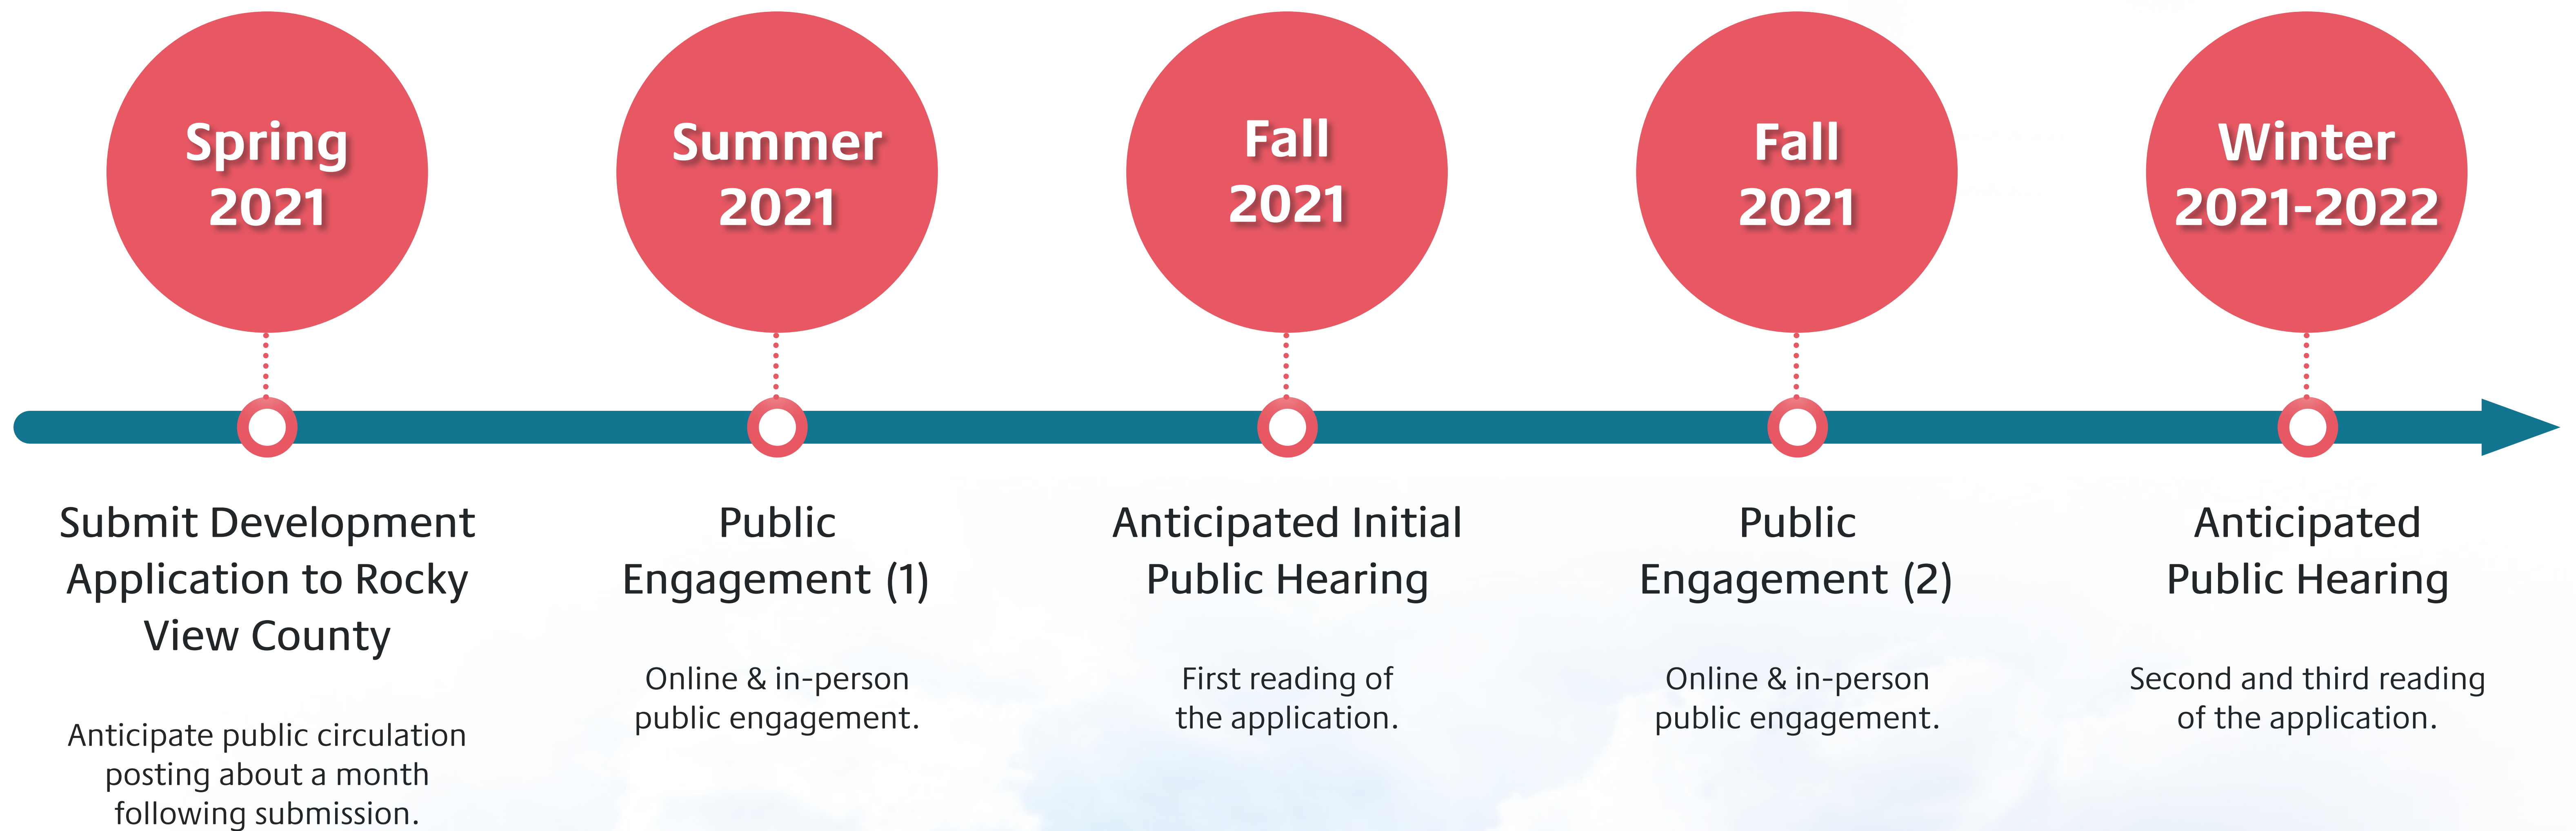 Spring
2021
Summer
2021
Fall
2021
Fall
2021
Winter
2021-2022
Submit Development
Application to Rocky
View County
Anticipate public circulation
posting about a month
following submission.
Public
Engagement (1)
Online & in-person
public engagement.
Anticipated Initial
Public Hearing
First reading of
the application.
Public
Engagement (2)
Online & in-person
public engagement.
Anticipated
Public Hearing
Second and third reading
of the application.